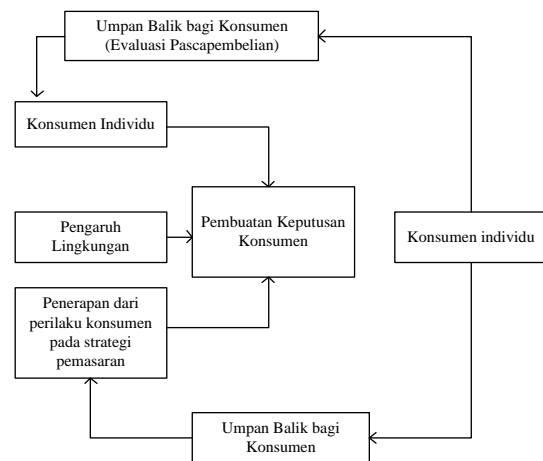 Umpan Balik bagi Konsumen
(Evaluasi Pascapembelian)
Konsumen Individu
Pengaruh
Lingkungan
Pembuatan Keputusan
Konsumen
Konsumen individu
Penerapan dari
perilaku konsumen
pada strategi
pemasaran
Umpan Balik bagi
Konsumen